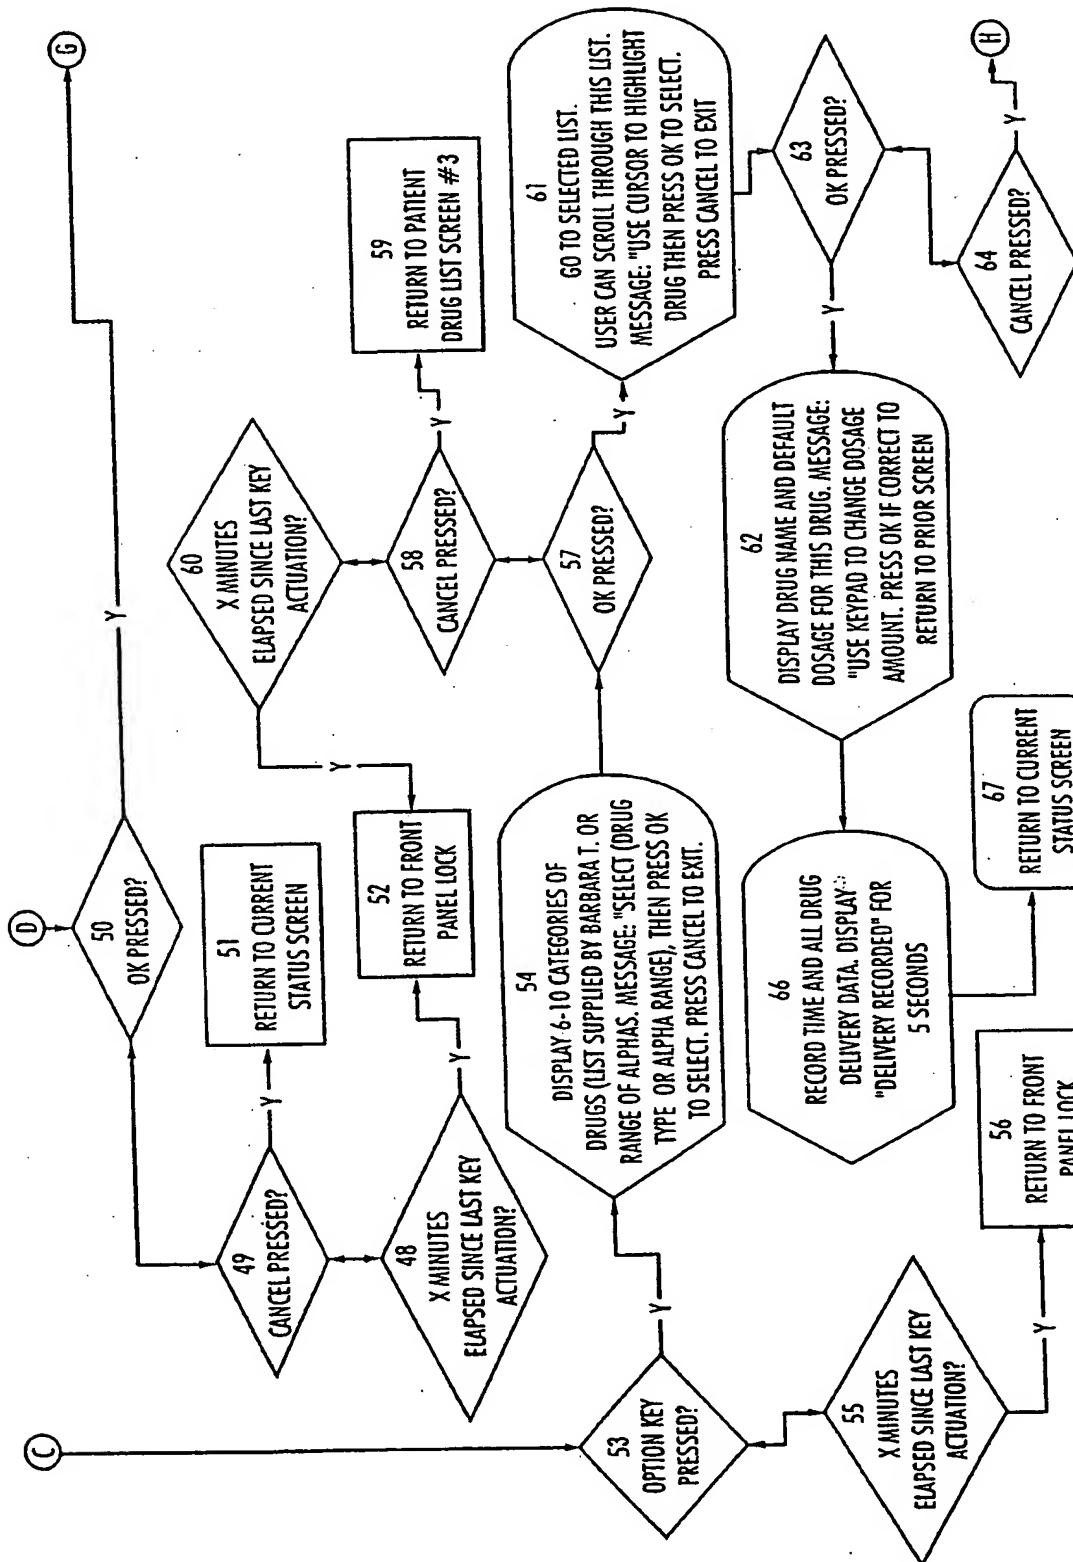 C
D
G
50
OK PRESSED?
Y
49
CANCEL PRESSED?
Y
51
RETURN TO CURRENT
STATUS SCREEN
48
X MINUTES
ELAPSED SINCE LAST KEY
ACTUATION?
Y
52
RETURN TO FRONT
PANEL LOCK
60
X MINUTES
ELAPSED SINCE LAST KEY
ACTUATION?
Y
58
CANCEL PRESSED?
Y
59
RETURN TO PATIENT
DRUG LIST SCREEN #3
53
OPTION KEY
PRESSED?
Y
54
DISPLAY 6-10 CATEGORIES OF
DRUGS (LIST SUPPLIED BY BARBARA T. OR
RANGE OF ALPHAS. MESSAGE: "SELECT (DRUG
TYPE OR ALPHA RANGE), THEN PRESS OK
TO SELECT. PRESS CANCEL TO EXIT.
57
OK PRESSED?
Y
61
GO TO SELECTED LIST.
USER CAN SCROLL THROUGH THIS LIST.
MESSAGE: "USE CURSOR TO HIGHLIGHT
DRUG THEN PRESS OK TO SELECT.
PRESS CANCEL TO EXIT
55
X MINUTES
ELAPSED SINCE LAST KEY
ACTUATION?
Y
56
RETURN TO FRONT
PANEL LOCK
66
RECORD TIME AND ALL DRUG
DELIVERY DATA. DISPLAY
"DELIVERY RECORDED" FOR
5 SECONDS
62
DISPLAY DRUG NAME AND DEFAULT
DOSAGE FOR THIS DRUG. MESSAGE:
"USE KEYPAD TO CHANGE DOSAGE
AMOUNT. PRESS OK IF CORRECT TO
RETURN TO PRIOR SCREEN
Y
63
OK PRESSED?
67
RETURN TO CURRENT
STATUS SCREEN
64
CANCEL PRESSED?
Y
H